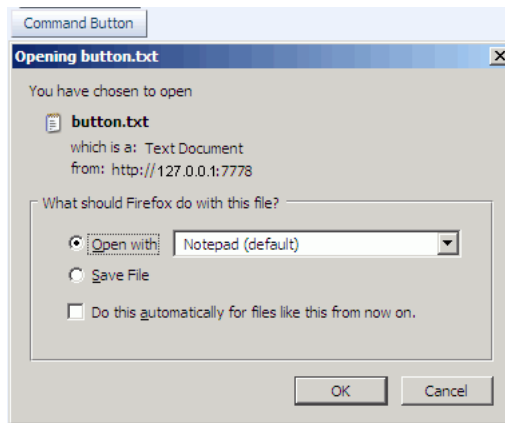 Command Button
Opening button.txt
You have chosen to open
button.txt
which is a: Text Document
from: http://127.0.0.1:7778
What should Firefox do with this file?
Open with Notepad (default)
Save File
Do this automatically for files like this from now on.
OK Cancel